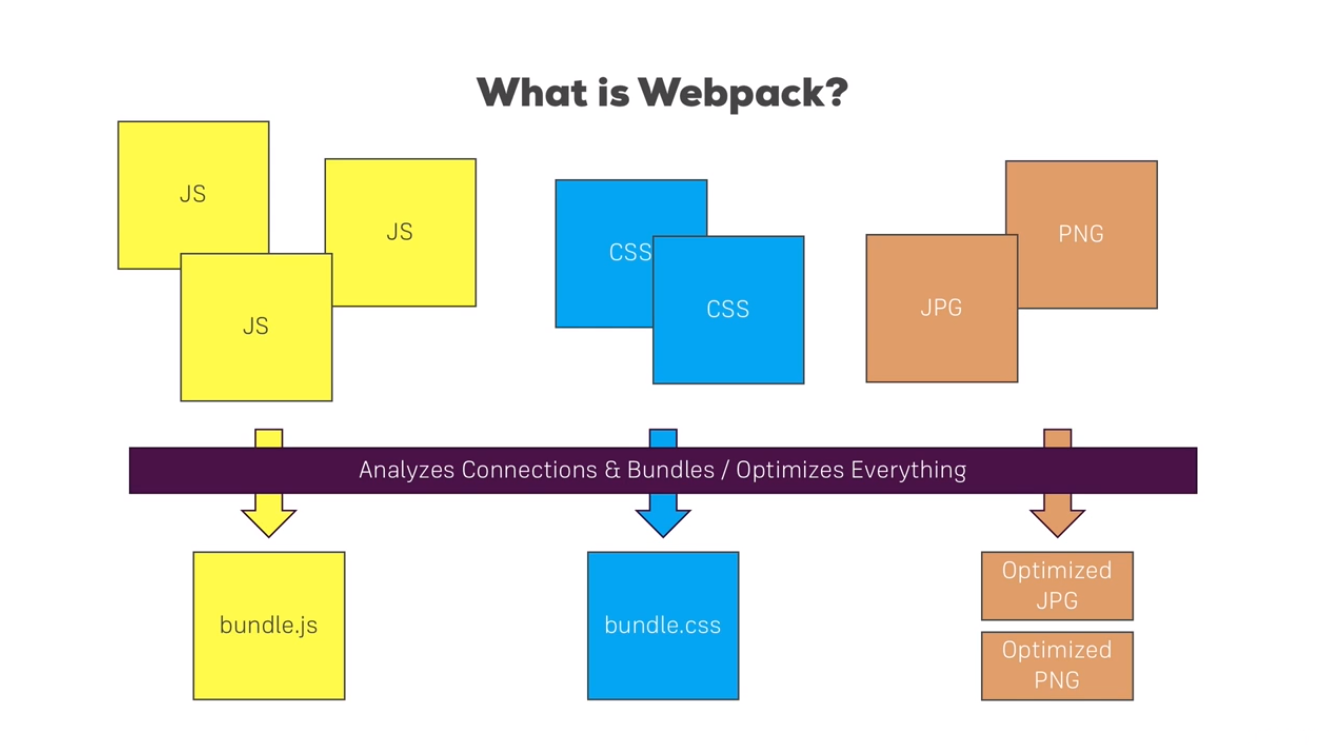 What is Webpack?
JS
JS
JS
CSS
CSS
JPG
PNG
Analyzes Connections & Bundles / Optimizes Everything
bundle.js
bundle.css
Optimized
JPG
Optimized
PNG